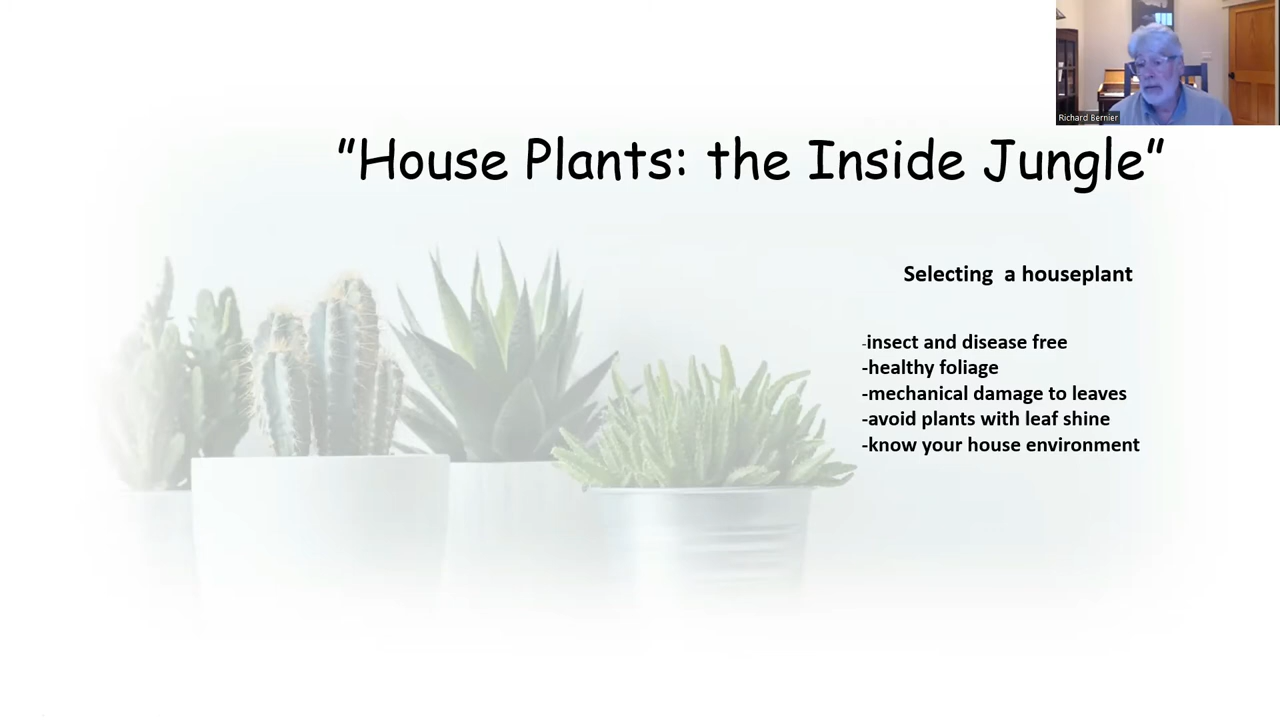 "House Plants: the Inside Jungle"
Selecting  a houseplant
-insect and disease free
-healthy foliage
-mechanical damage to leaves
-avoid plants with leaf shine
-know your house environment
Richard Bernier